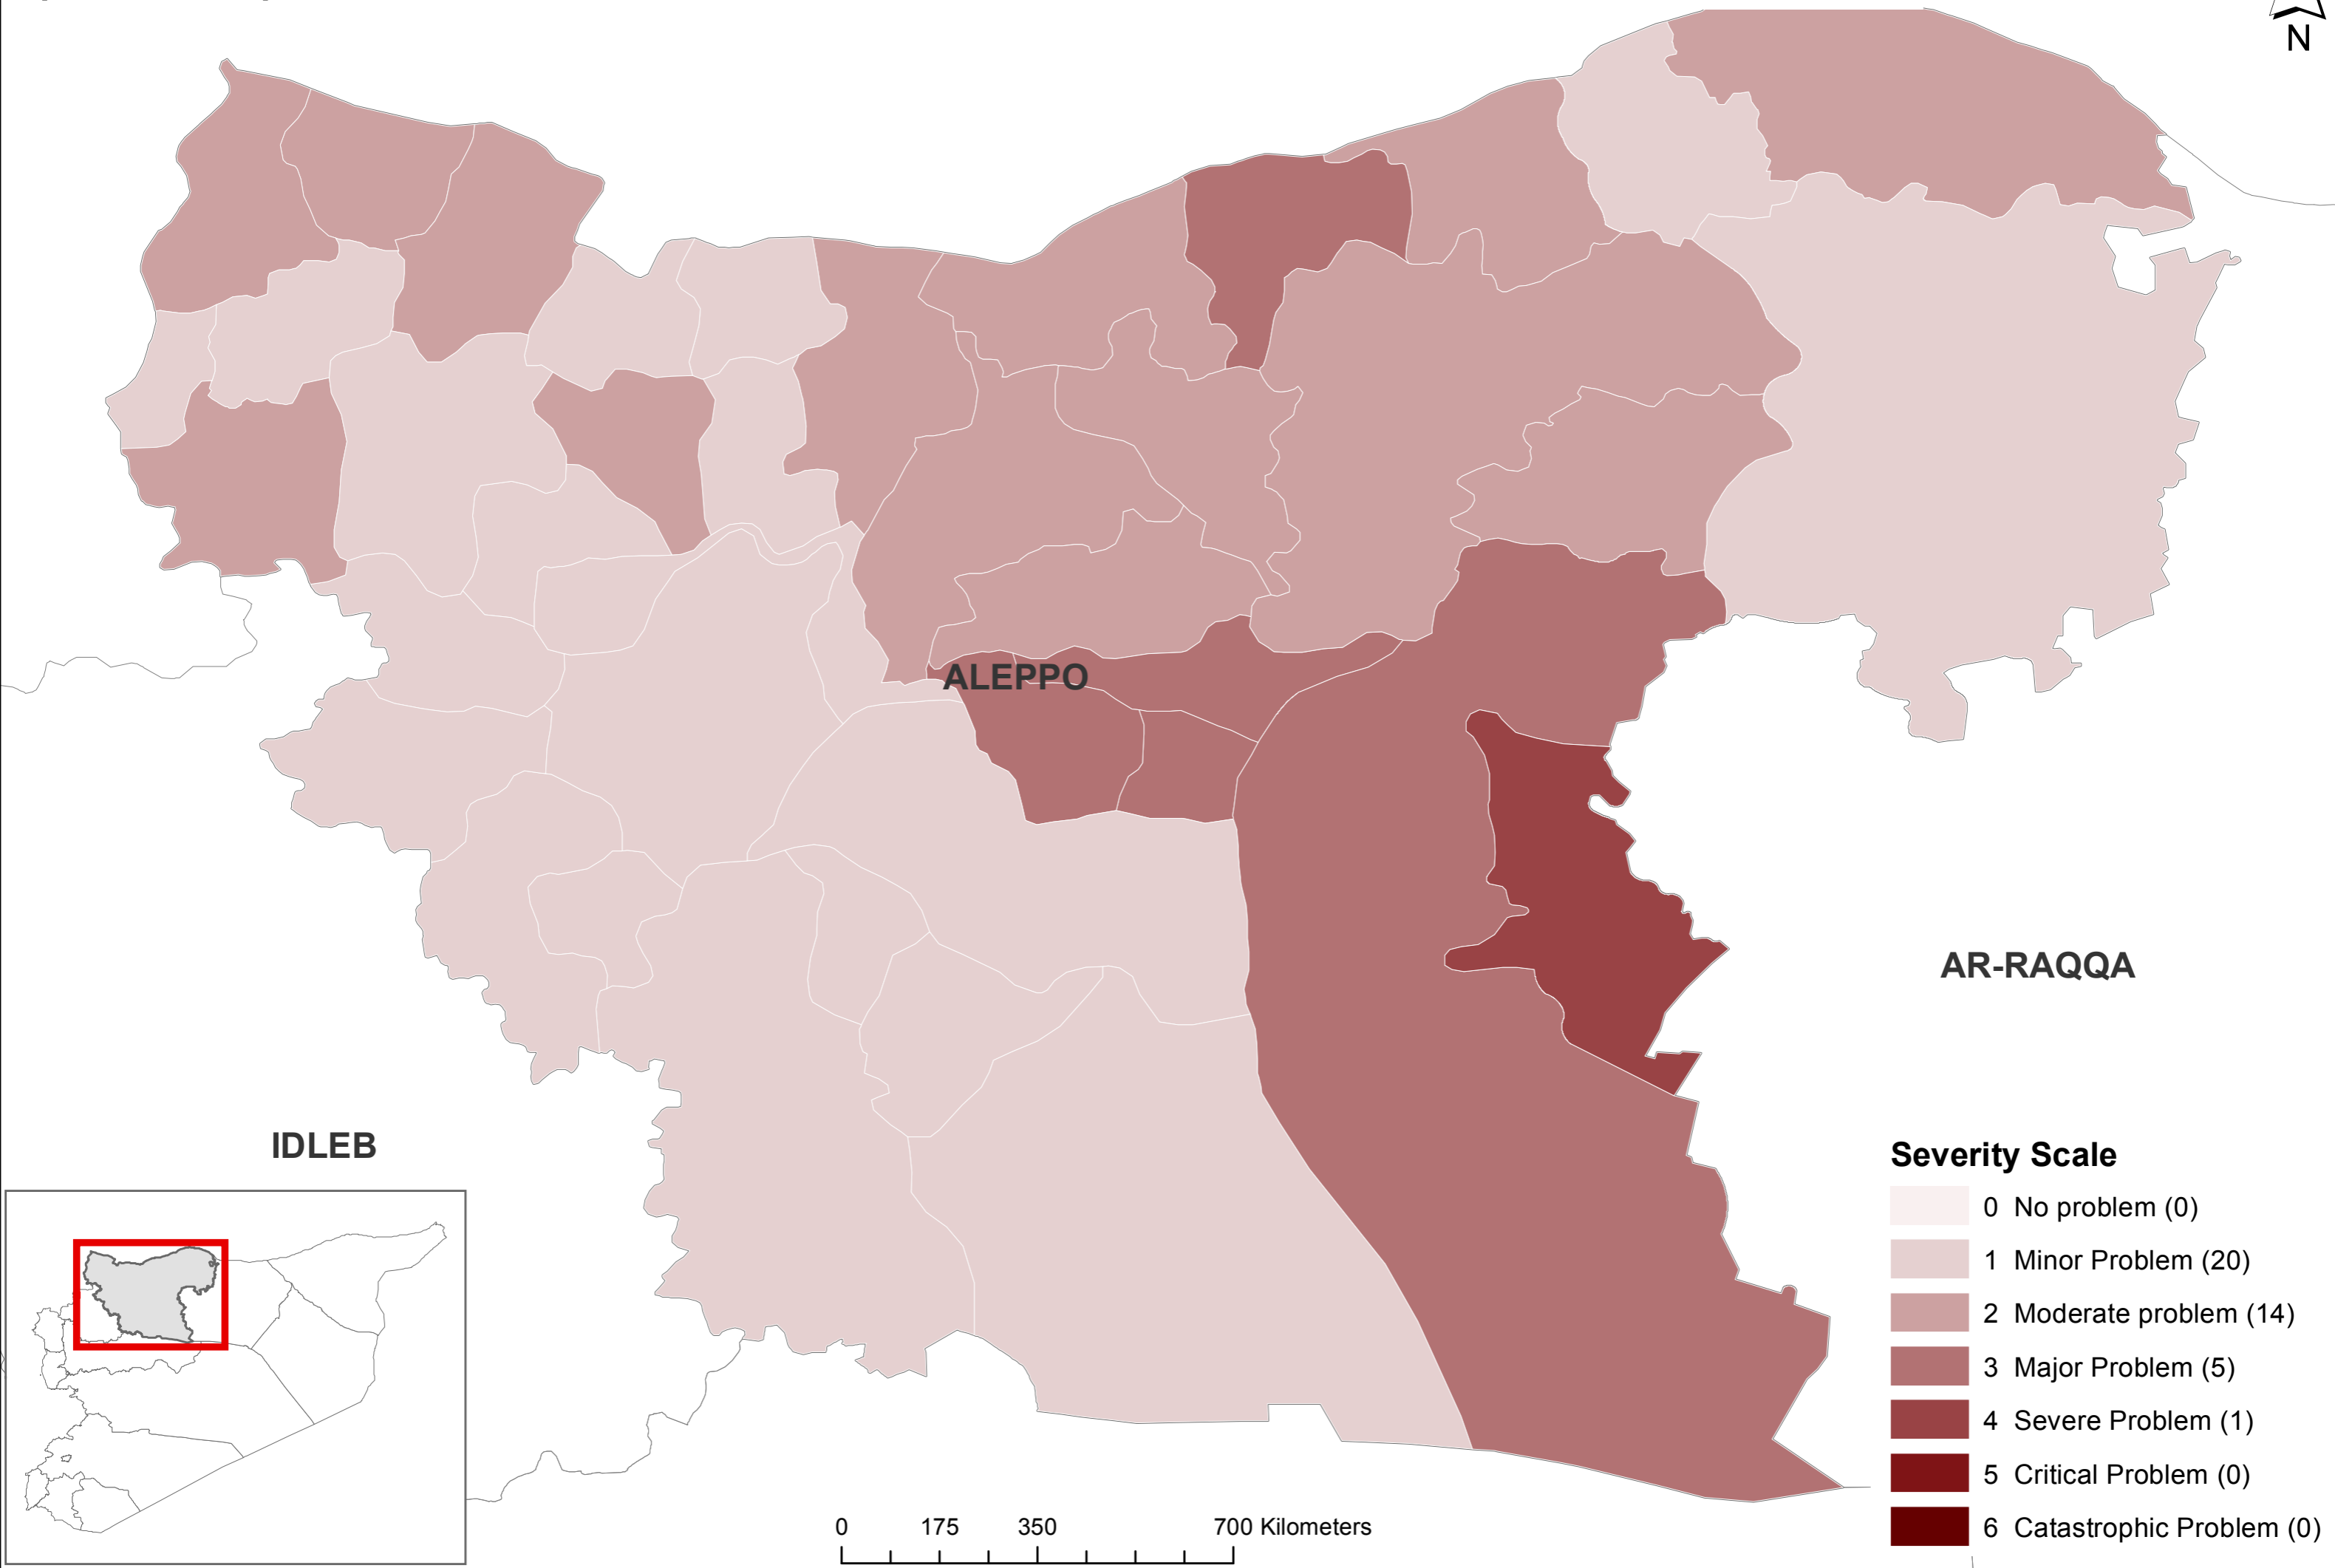 N
ALEPPO
AR-RAQQA
IDLEB
Severity Scale
0 No problem (0)
1 Minor Problem (20)
2 Moderate problem (14)
3 Major Problem (5)
4 Severe Problem (1)
5 Critical Problem (0)
6 Catastrophic Problem (0)
0 175 350 700 Kilometers